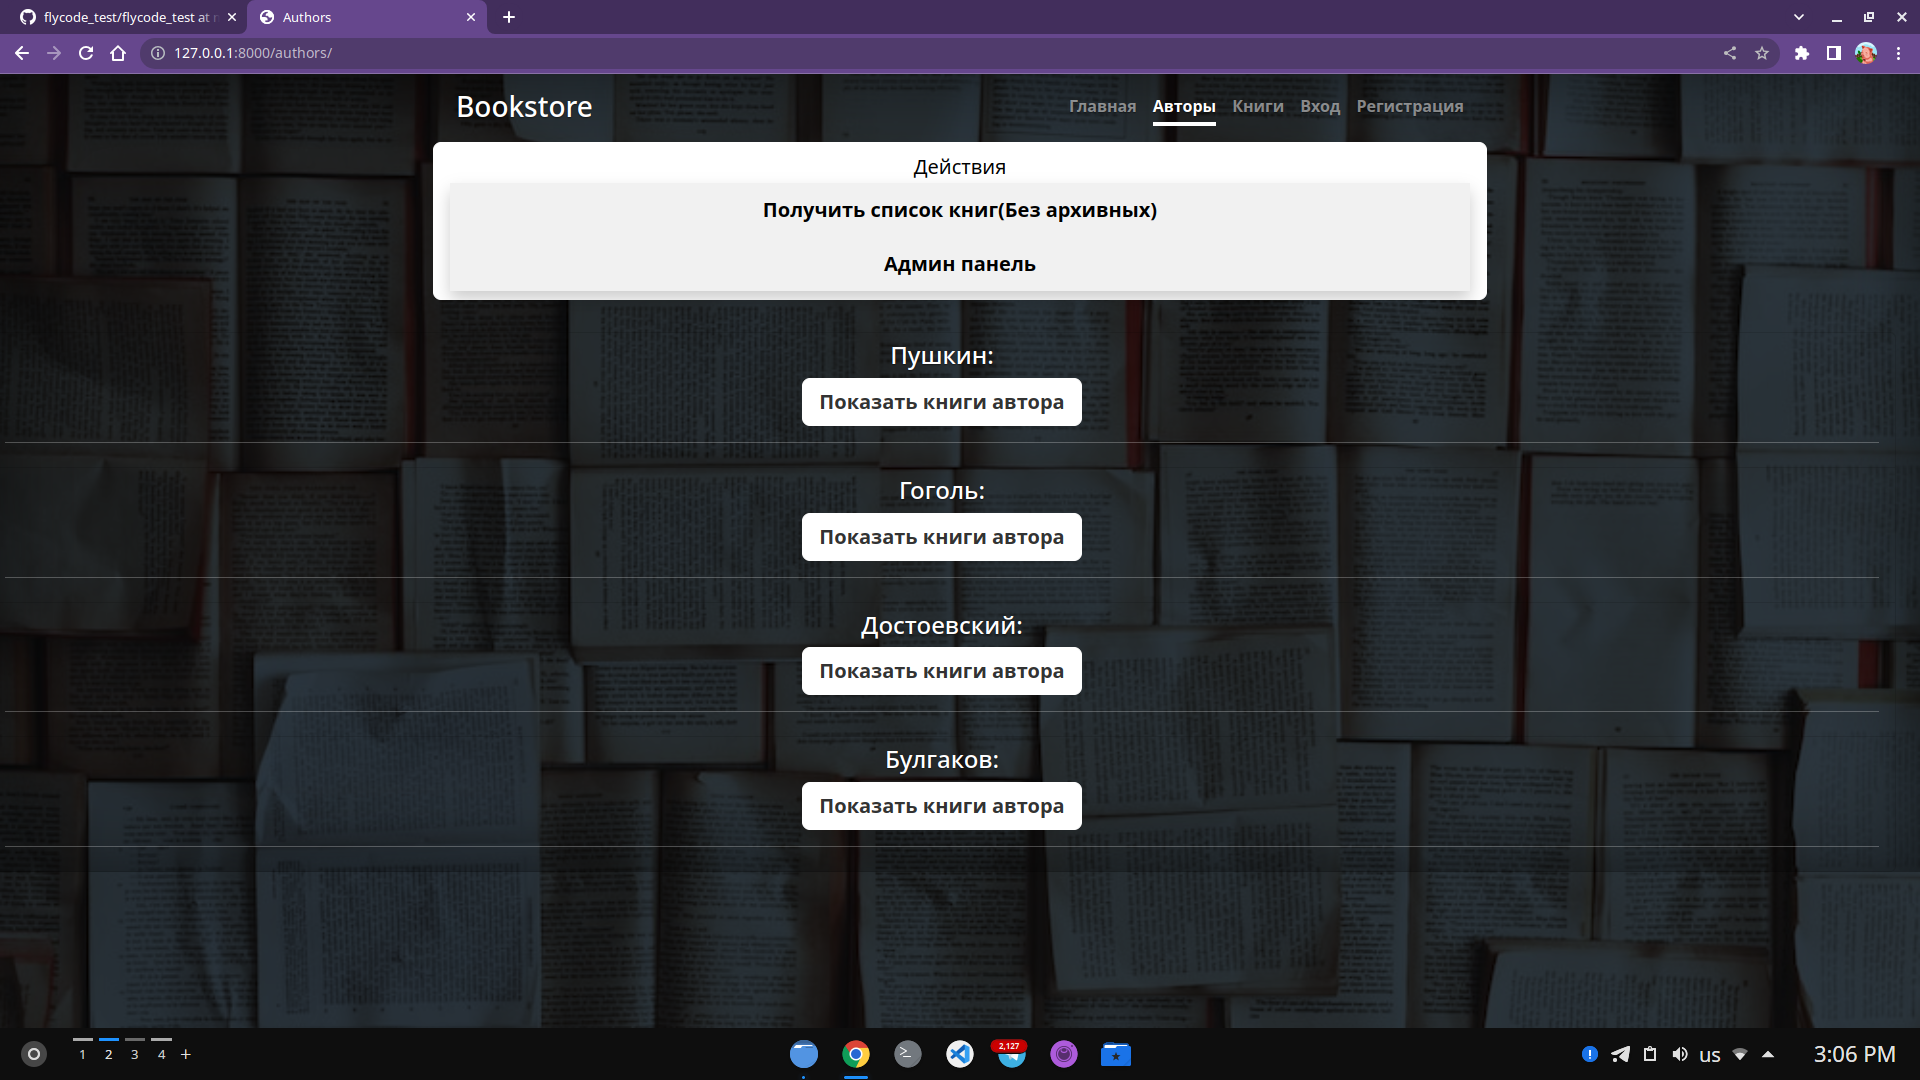 flycode_test/flycode_test at
Authors
127.0.0.1:8000/authors/
Bookstore
Главная Авторы Книги Вход Регистрация
Действия
Получить список книг(Без архивных)
Админ панель
Пушкин:
Показать книги автора
Гоголь:
Показать книги автора
Достоевский:
Показать книги автора
Булгаков:
Показать книги автора
1 2 3 4 +
2,127
us
3:06 PM